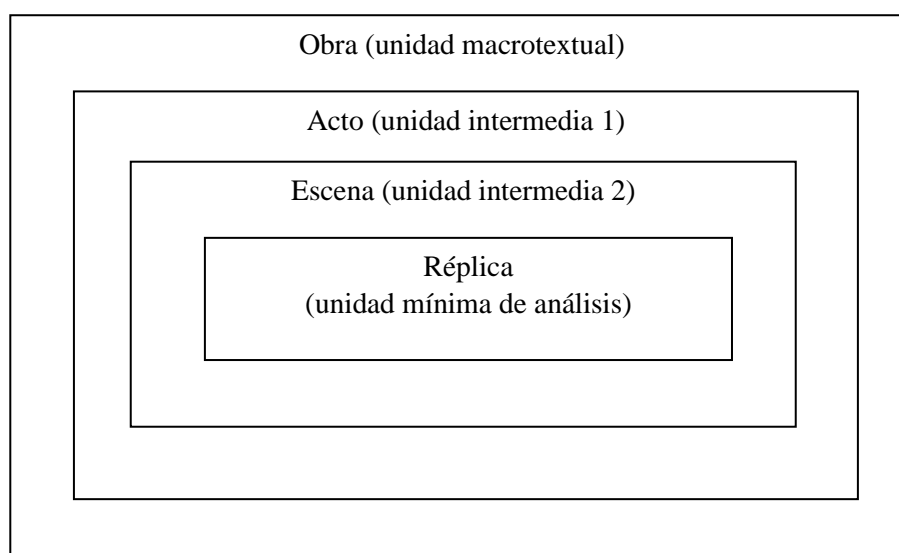 Obra (unidad macrotextual)
Acto (unidad intermedia 1)
Escena (unidad intermedia 2)
Réplica
(unidad mínima de análisis)